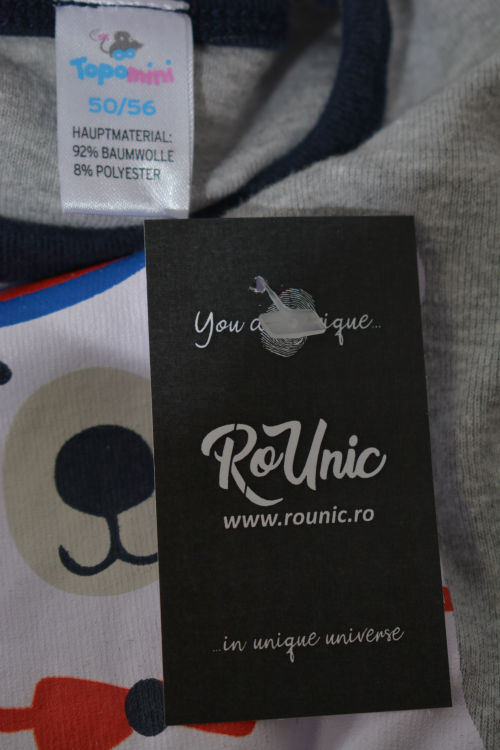 Topomini
50/56
HAUPTMATERIAL:
92% BAUMWOLLE
8% POLYESTER
You
RoUnic
www.rounic.ro
...in unique universe